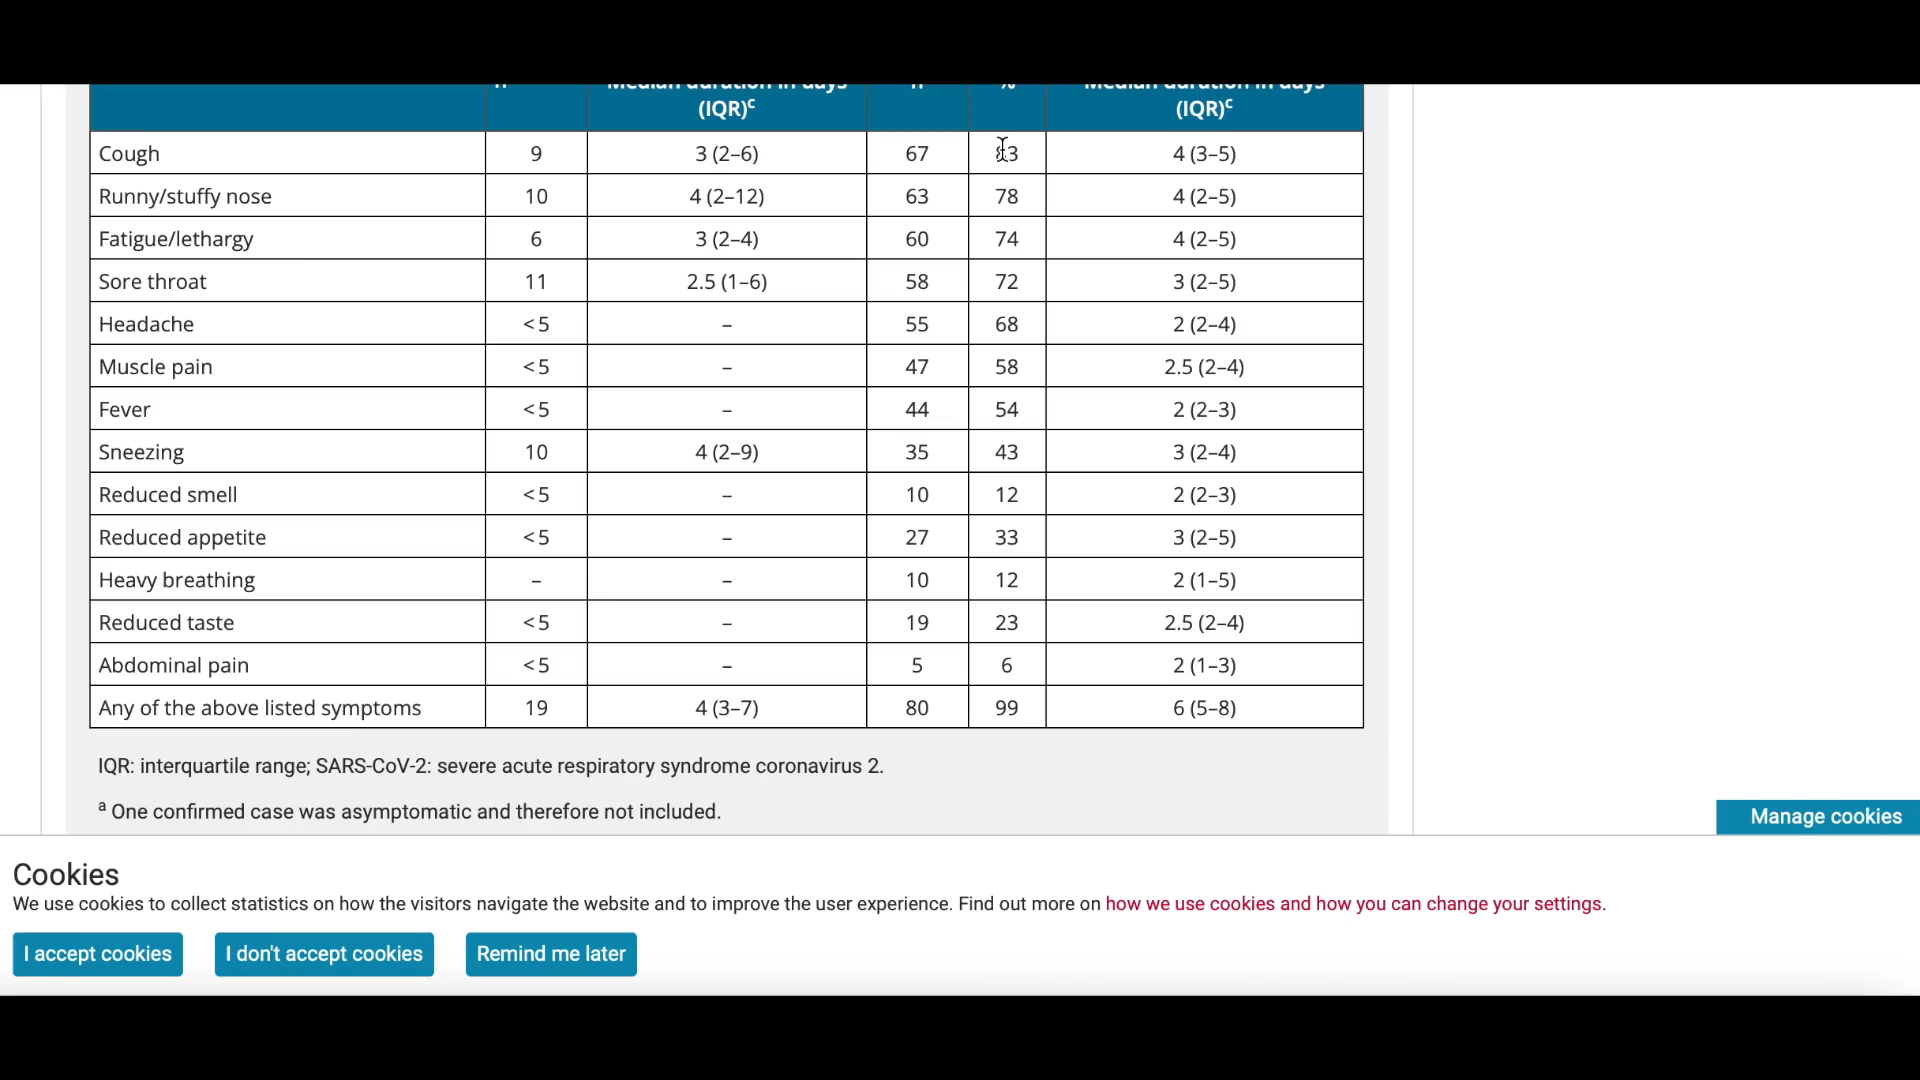 n Median duration in days n % Median duration in days
(IQR)c (IQR)c
Cough 9 3 (2–6) 67 83 4 (3–5)
Runny/stuffy nose 10 4 (2–12) 63 78 4 (2–5)
Fatigue/lethargy 6 3 (2–4) 60 74 4 (2–5)
Sore throat 11 2.5 (1–6) 58 72 3 (2–5)
Headache <5 – 55 68 2 (2–4)
Muscle pain <5 – 47 58 2.5 (2–4)
Fever <5 – 44 54 2 (2–3)
Sneezing 10 4 (2–9) 35 43 3 (2–4)
Reduced smell <5 – 10 12 2 (2–3)
Reduced appetite <5 – 27 33 3 (2–5)
Heavy breathing – – 10 12 2 (1–5)
Reduced taste <5 – 19 23 2.5 (2–4)
Abdominal pain <5 – 5 6 2 (1–3)
Any of the above listed symptoms 19 4 (3–7) 80 99 6 (5–8)
IQR: interquartile range; SARS-CoV-2: severe acute respiratory syndrome coronavirus 2.
a One confirmed case was asymptomatic and therefore not included.
Manage cookies
Cookies
We use cookies to collect statistics on how the visitors navigate the website and to improve the user experience. Find out more on how we use cookies and how you can change your settings.
I accept cookies I don't accept cookies Remind me later